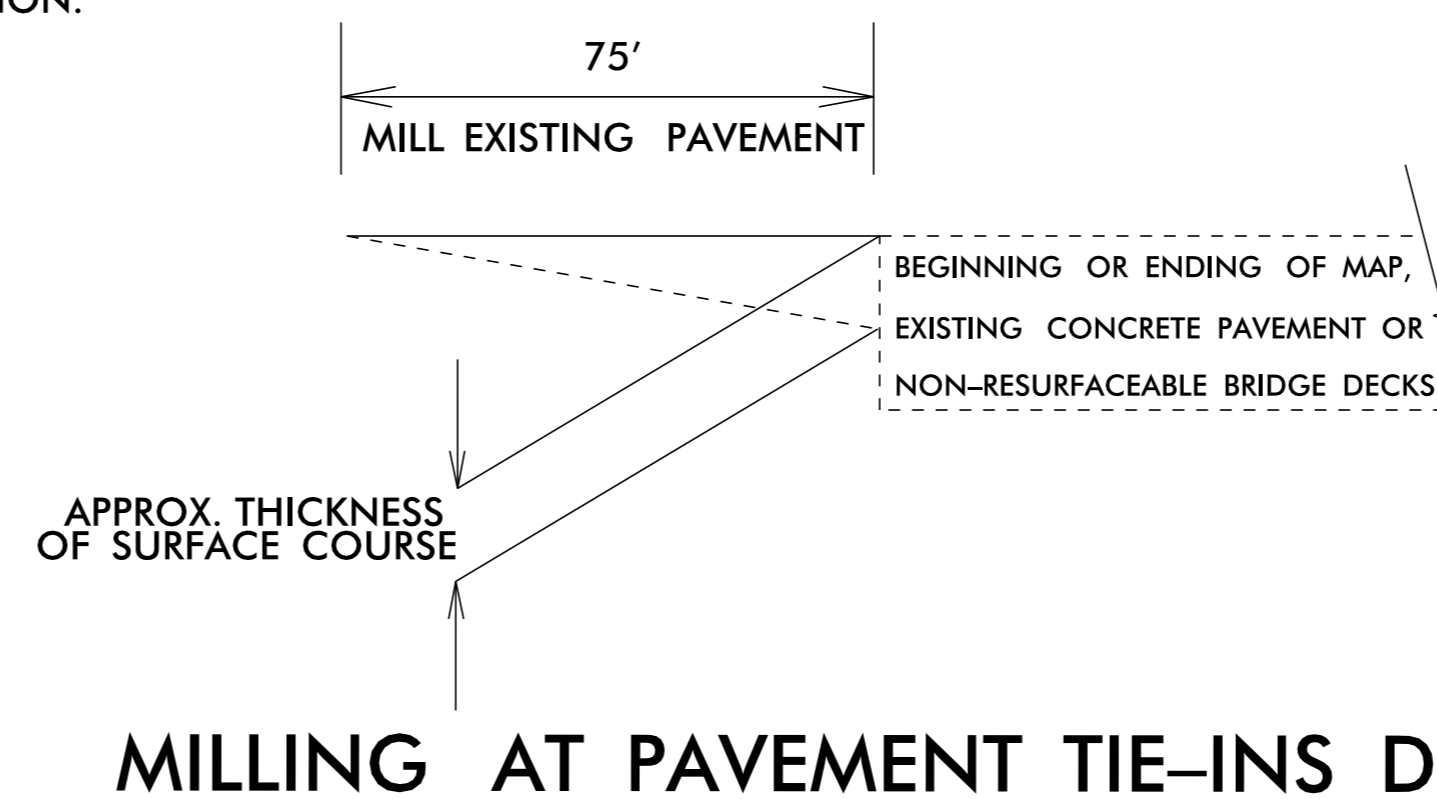 75'
MILL EXISTING PAVEMENT
BEGINNING OR ENDING OF MAP,
EXISTING CONCRETE PAVEMENT OR
NON–RESURFACEABLE BRIDGE DECKS
APPROX. THICKNESS
OF SURFACE COURSE
MILLING AT PAVEMENT TIE–INS